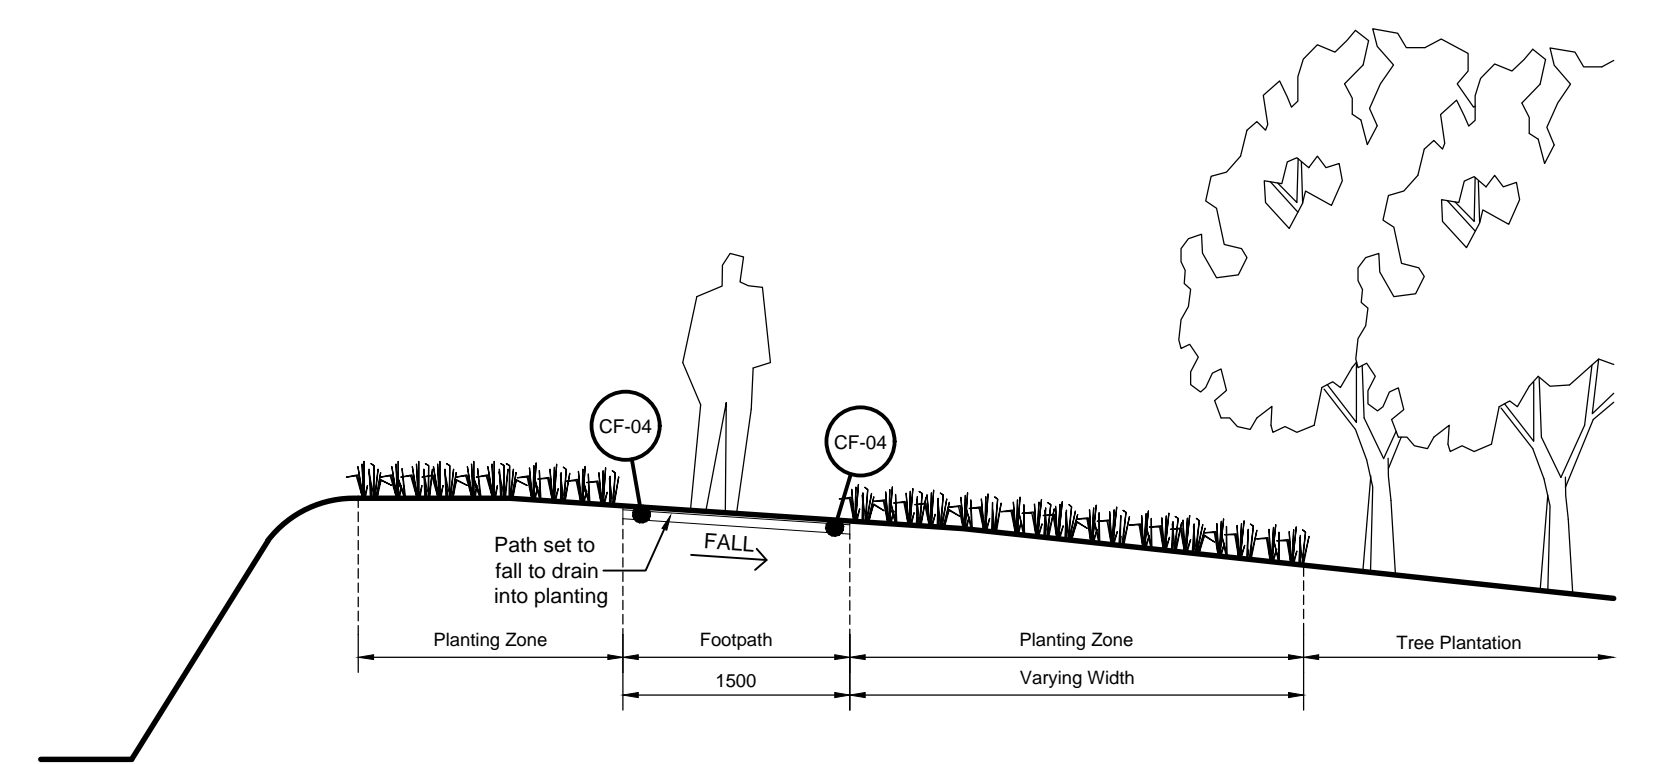 CF-04
CF-04
FALL
Path set to
fall to drain
into planting
Planting Zone
Footpath
Planting Zone
Tree Plantation
1500
Varying Width